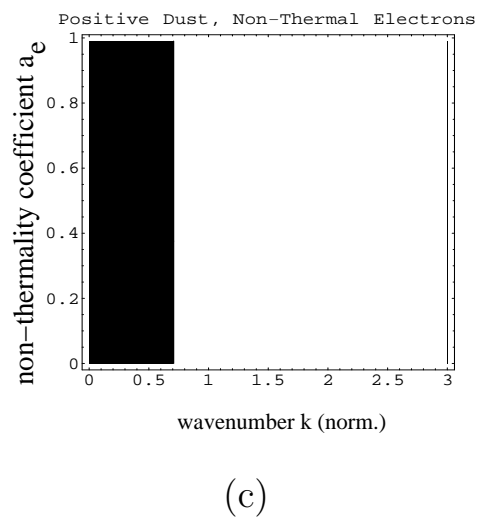 Positive Dust, Non-Thermal Electrons
1
0.8
0.6
0.4
0.2
0
non-thermality coefficient a_e
0 0.5 1 1.5 2 2.5 3
wavenumber k (norm.)
(c)